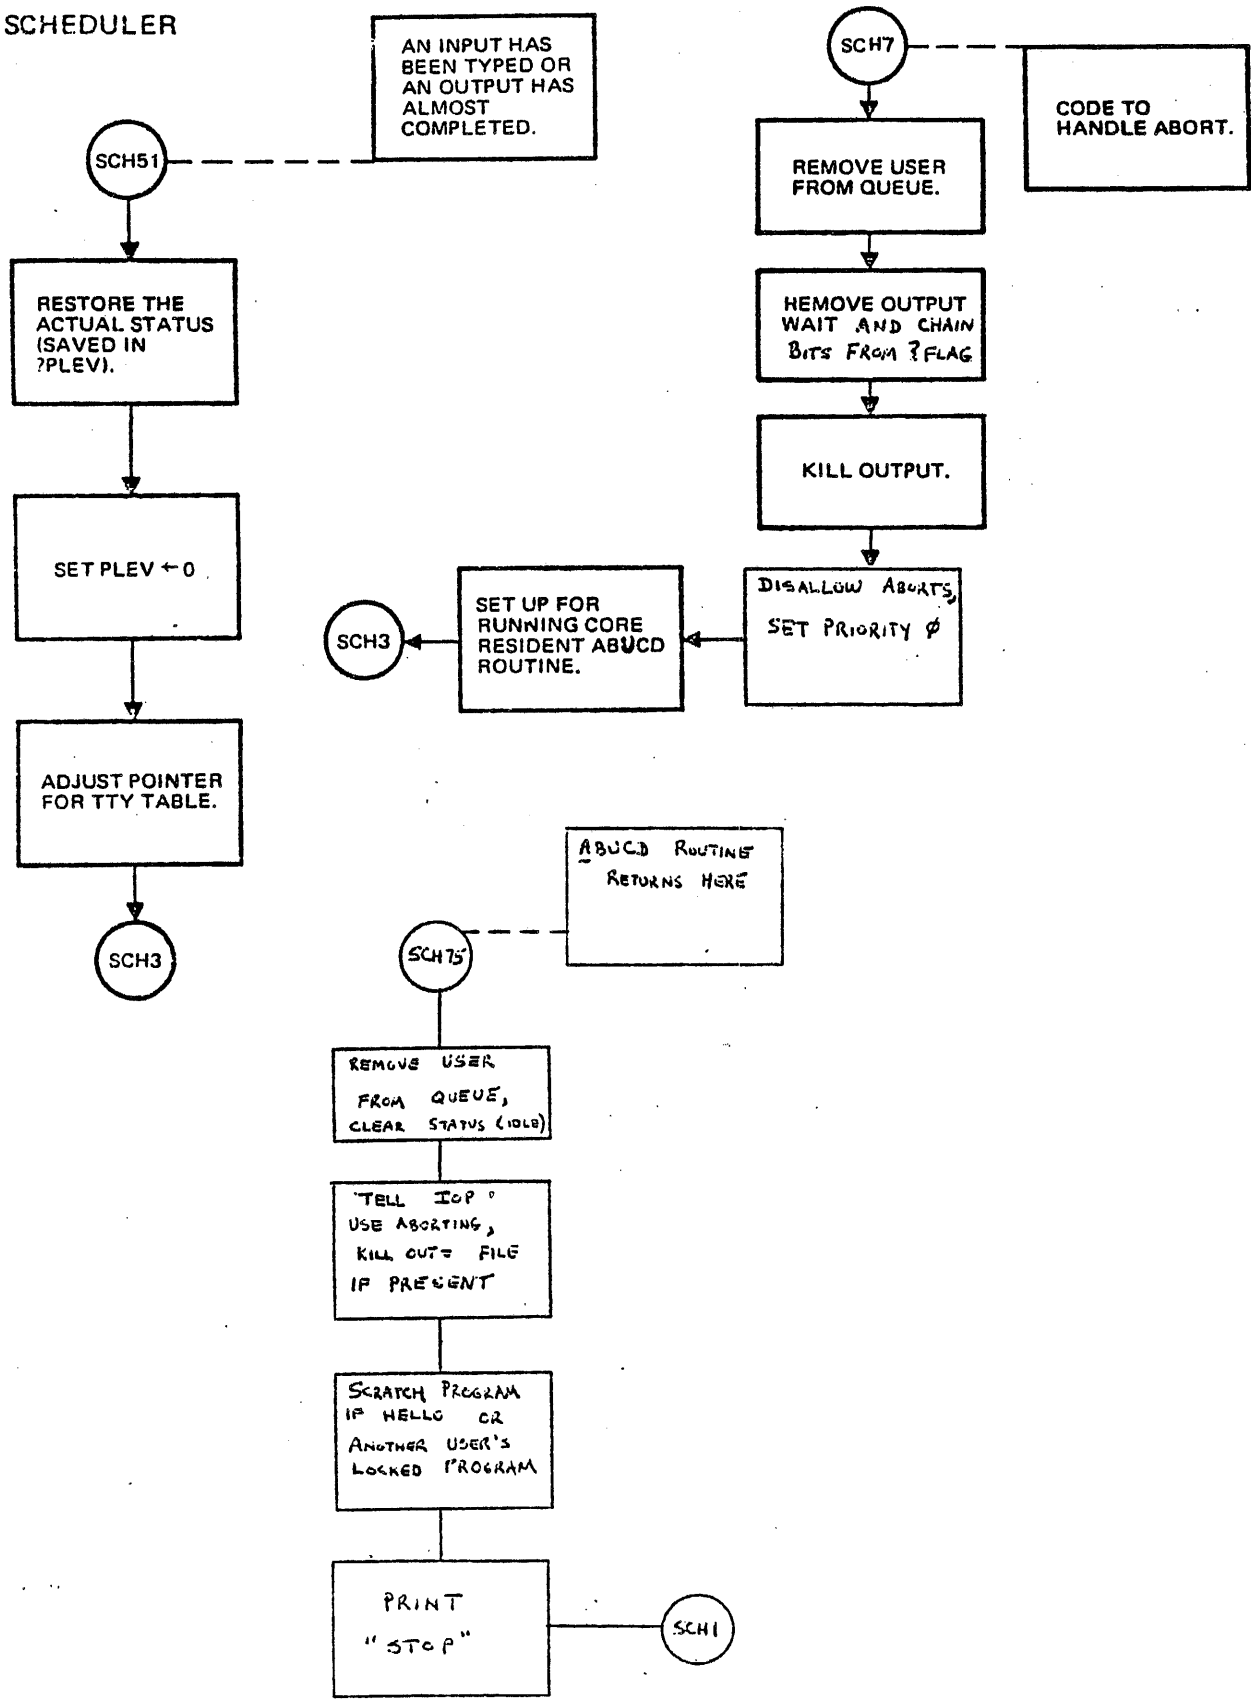 SCHEDULER
AN INPUT HAS
BEEN TYPED OR
AN OUTPUT HAS
ALMOST
COMPLETED.
SCH51
RESTORE THE
ACTUAL STATUS
(SAVED IN
?PLEV).
SET PLEV ← 0
ADJUST POINTER
FOR TTY TABLE.
SCH3
SCH7
CODE TO
HANDLE ABORT.
REMOVE USER
FROM QUEUE.
REMOVE OUTPUT
WAIT AND CHAIN
BITS FROM ?FLAG
KILL OUTPUT.
DISALLOW ABORTS,
SET PRIORITY Ø
SET UP FOR
RUNNING CORE
RESIDENT ABUCD
ROUTINE.
SCH3
ABUCD ROUTINE
RETURNS HERE
SCH75
REMOVE USER
FROM QUEUE,
CLEAR STATUS (IDLE)
TELL IOP
USE ABORTING,
KILL OUT= FILE
IF PRESENT
SCRATCH PROGRAM
IF HELLO OR
ANOTHER USER'S
LOCKED PROGRAM
PRINT
"STOP"
SCH1